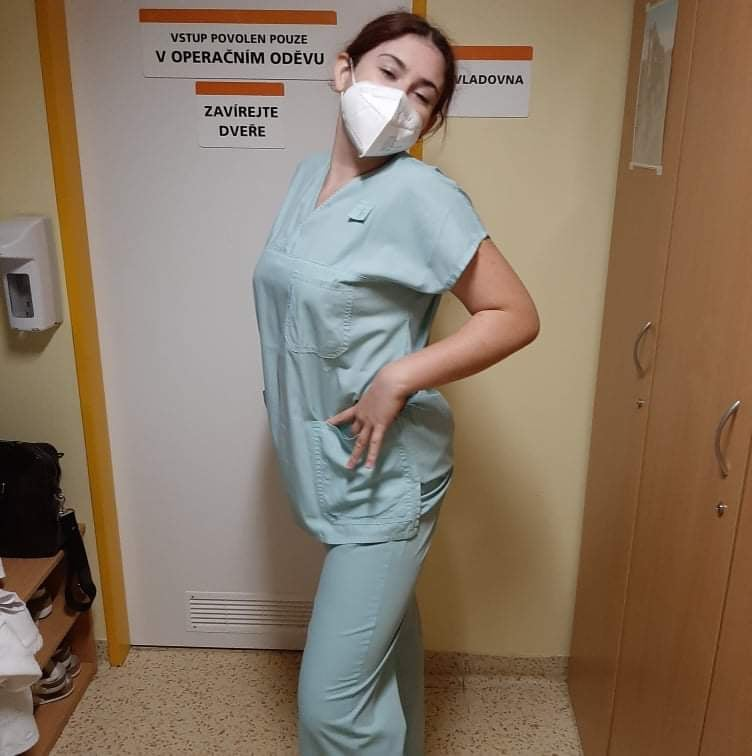 VSTUP POVOLEN POUZE
V OPERAČNÍM ODĚVU
ZAVÍREJTE
DVEŘE
VLADOVNA